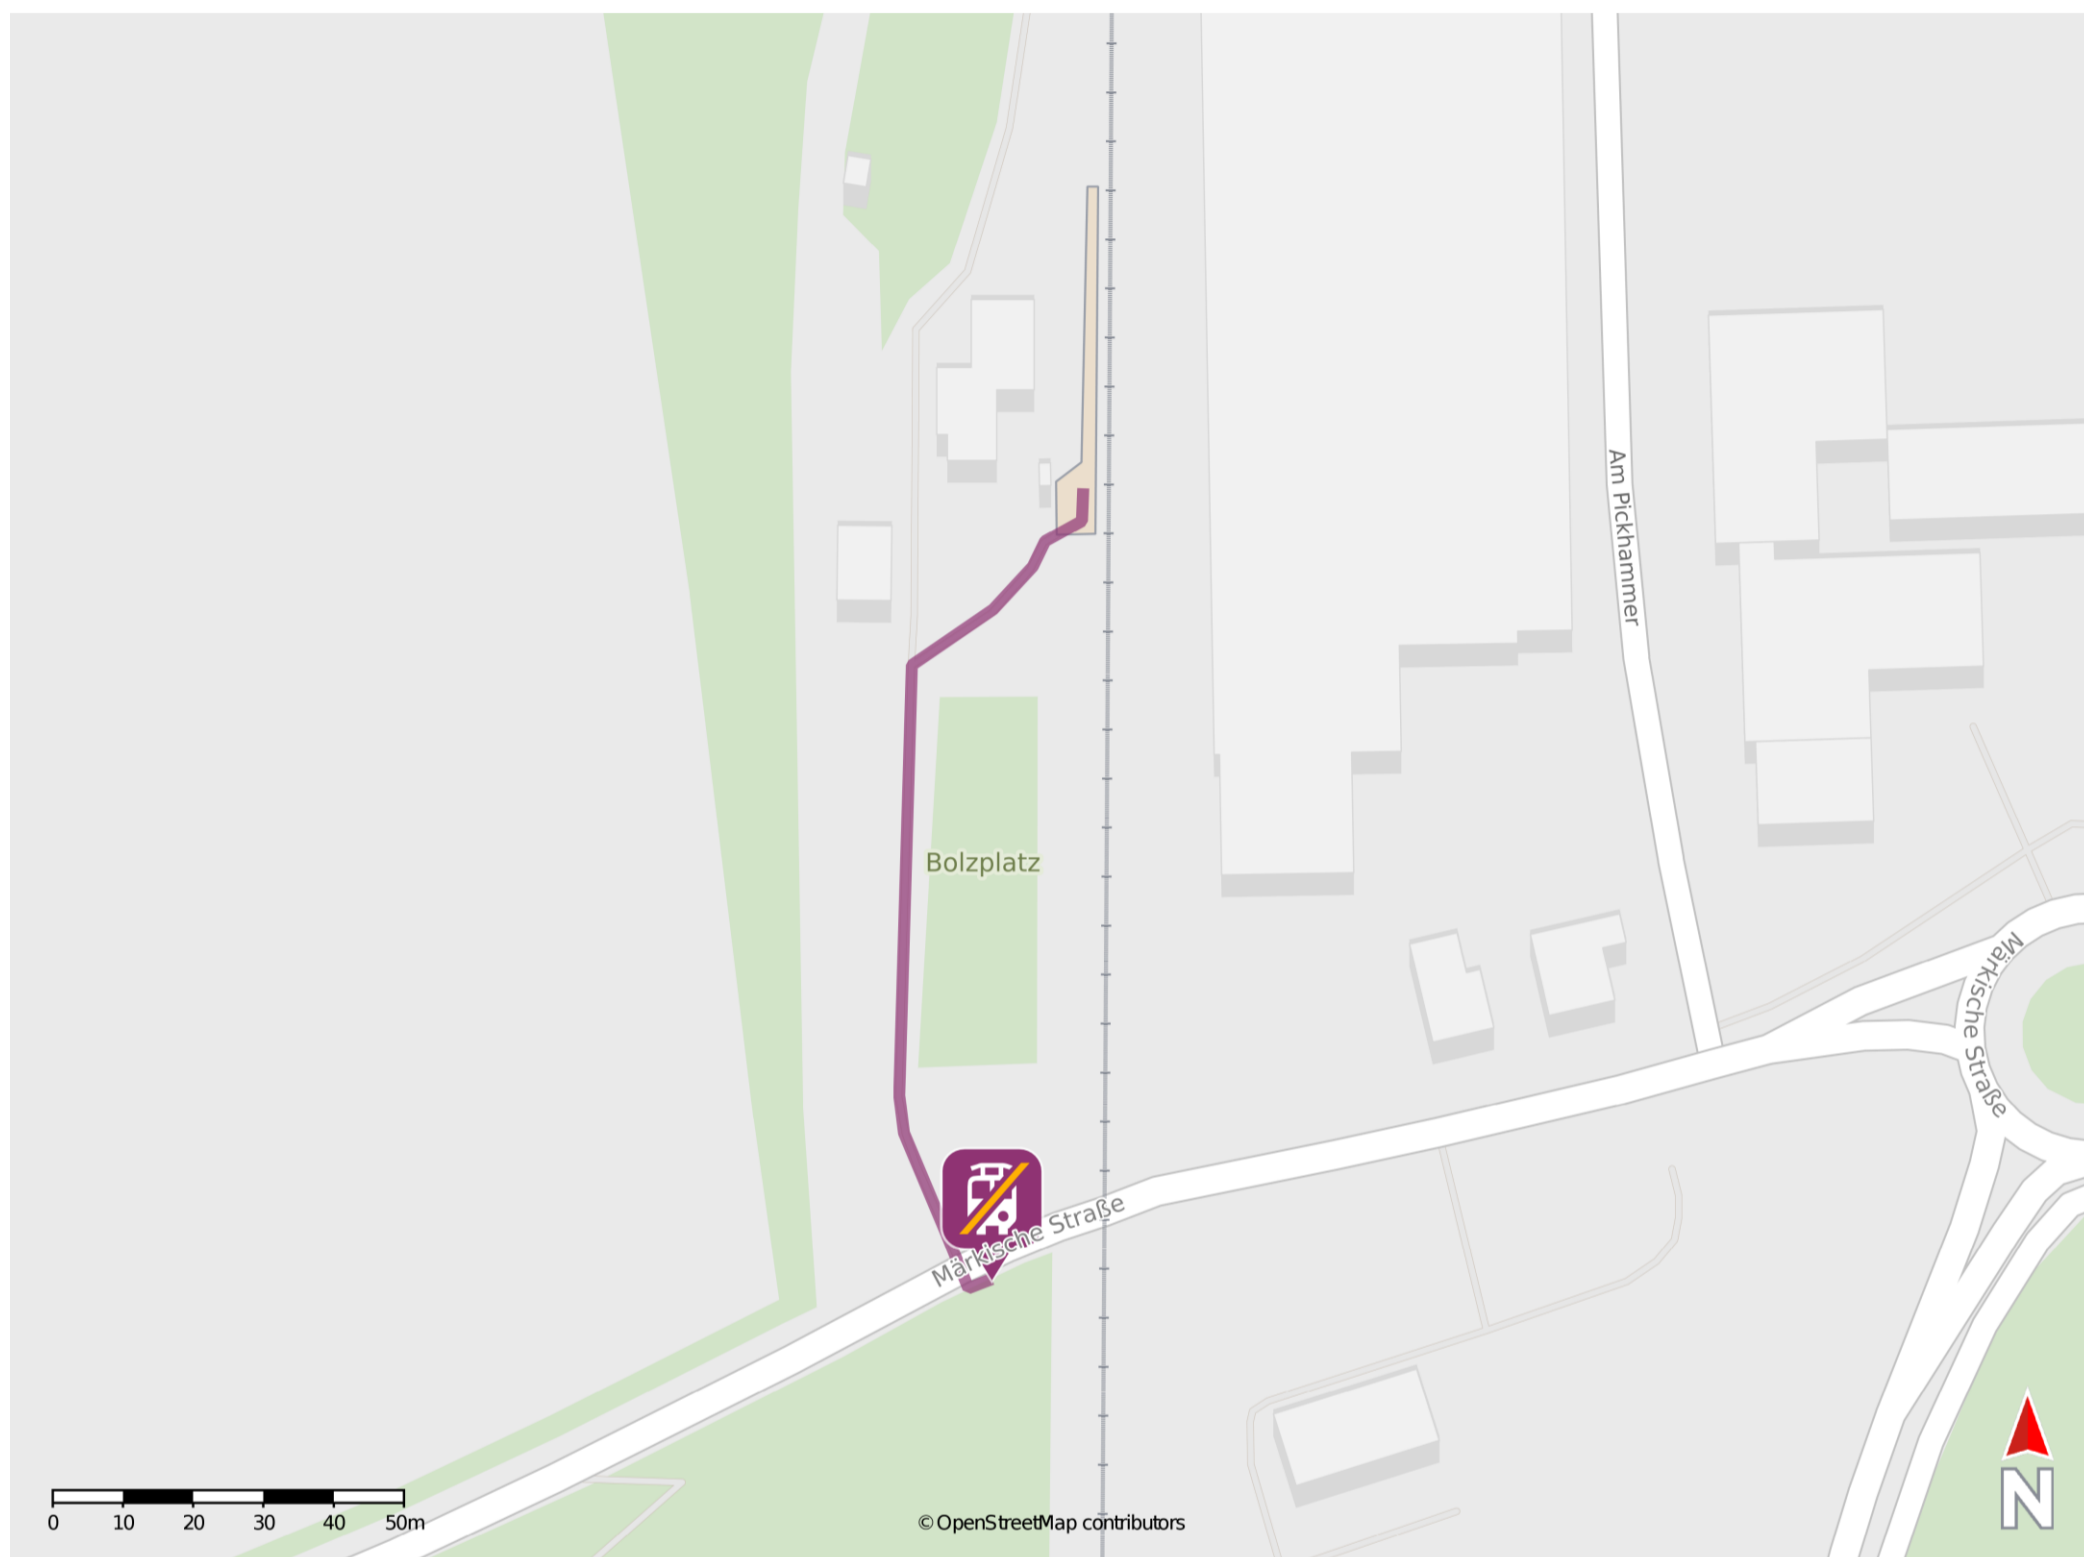 Am Pickhammer
Bolzplatz
Märkische Straße
Märkische Straße
0 10 20 30 40 50m
© OpenStreetMap contributors
N